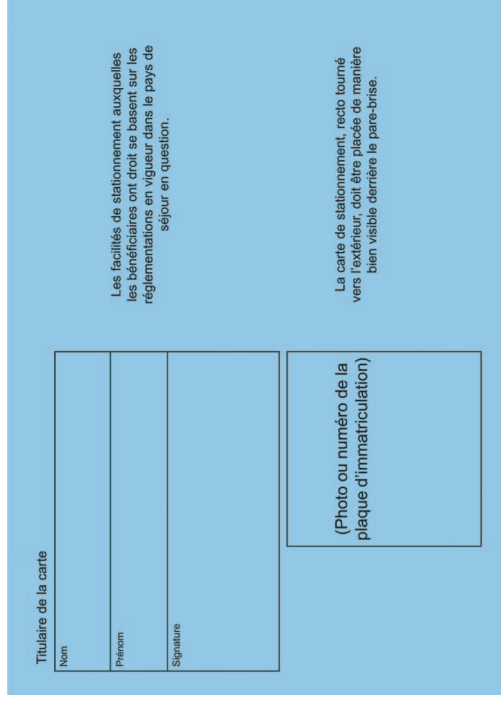 Titulaire de la carte
Nom
Prénom
Signature
(Photo ou numéro de la
plaque d'immatriculation)
Les facilités de stationnement auxquelles
les bénéficiaires ont droit se basent sur les
réglementations en vigueur dans le pays de
séjour en question.
La carte de stationnement, recto tourné
vers l'extérieur, doit être placée de manière
bien visible derrière le pare-brise.